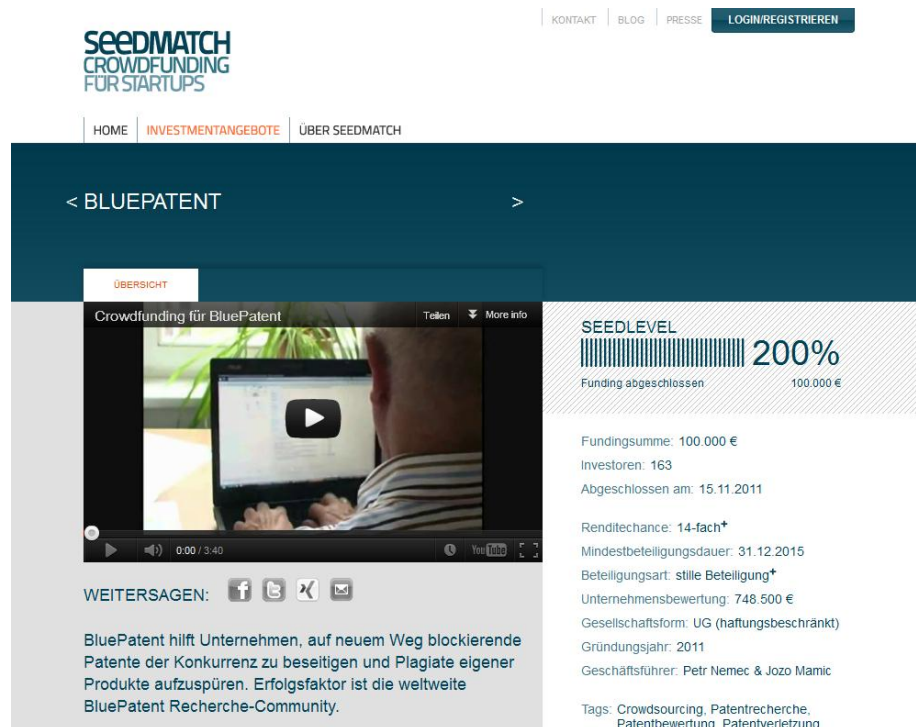 KONTAKT BLOG PRESSE LOGIN/REGISTRIEREN
SEEDMATCH
CROWDFUNDING
FÜR STARTUPS
HOME INVESTMENTANGEBOTE ÜBER SEEDMATCH
< BLUEPATENT >
ÜBERSICHT
Crowdfunding für BluePatent Teilen More info
0:00 / 3:40 YouTube
WEITERSAGEN:
BluePatent hilft Unternehmen, auf neuem Weg blockierende
Patente der Konkurrenz zu beseitigen und Plagiate eigener
Produkte aufzuspüren. Erfolgsfaktor ist die weltweite
BluePatent Recherche-Community.
SEEDLEVEL
200%
Funding abgeschlossen 100.000 €
Fundingsumme: 100.000 €
Investoren: 163
Abgeschlossen am: 15.11.2011
Renditechance: 14-fach+
Mindestbeteiligungsdauer: 31.12.2015
Beteiligungsart: stille Beteiligung+
Unternehmensbewertung: 748.500 €
Gesellschaftsform: UG (haftungsbeschränkt)
Gründungsjahr: 2011
Geschäftsführer: Petr Nemec & Jozo Mamic
Tags: Crowdsourcing, Patentrecherche,
Patentbewertung, Patentverletzung